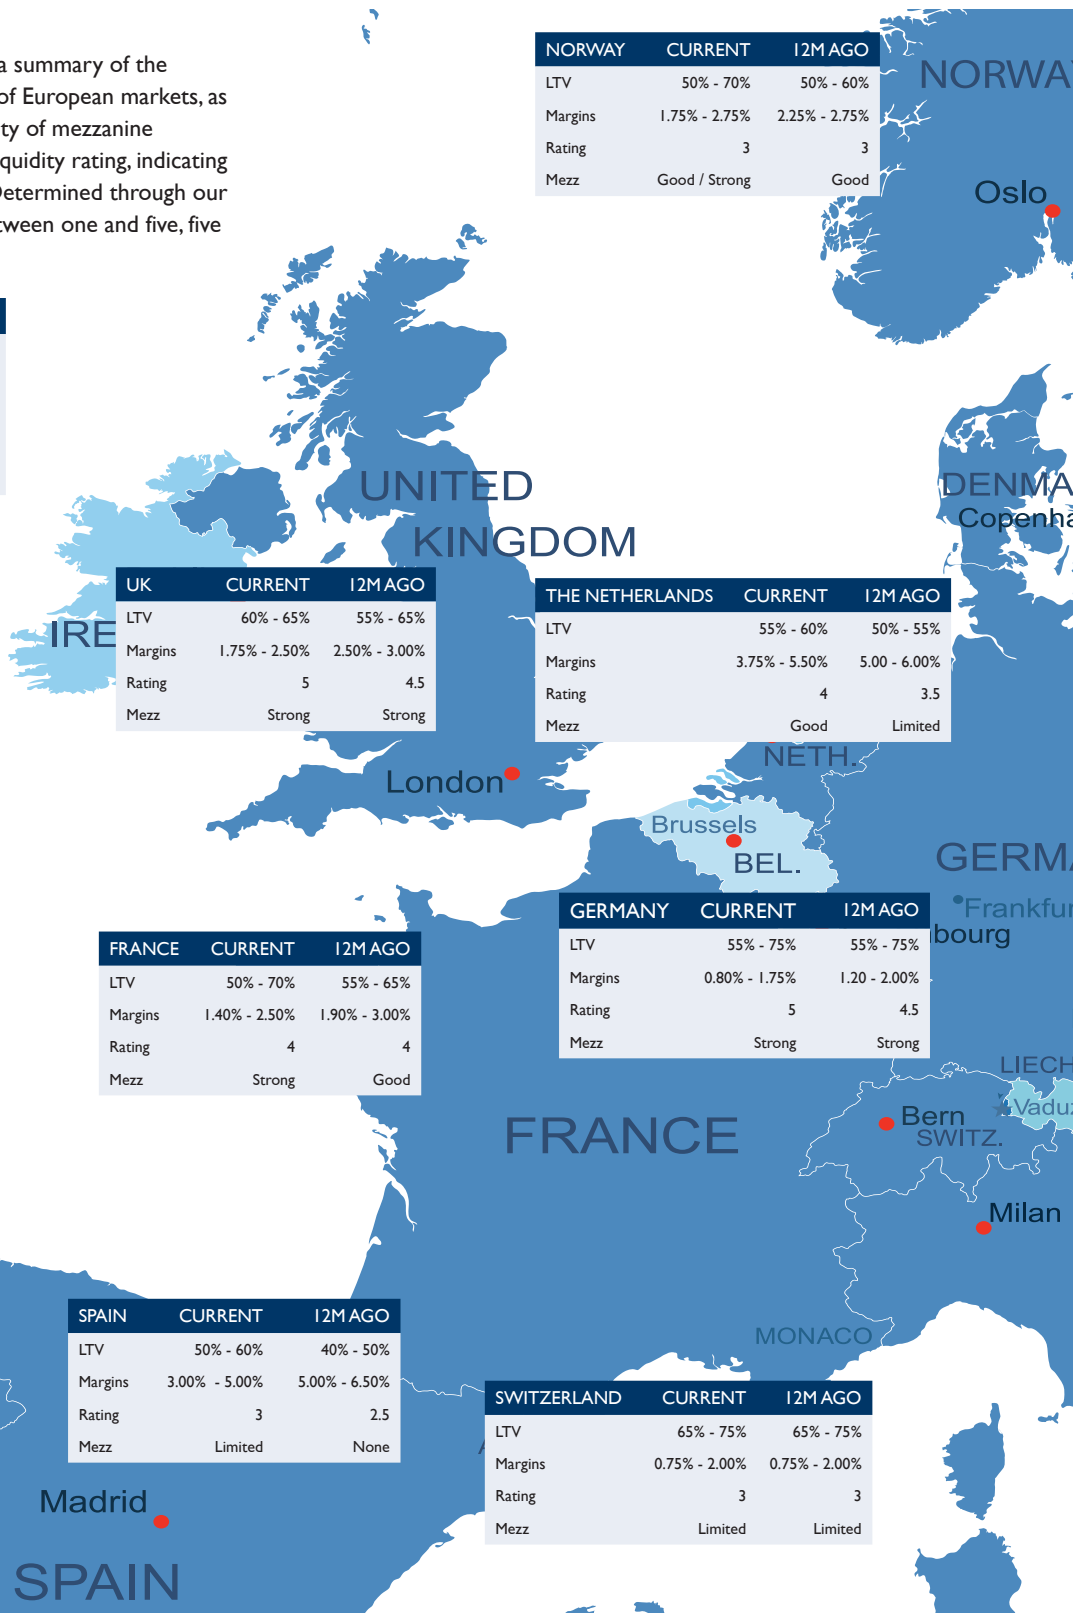 a summary of the
of European markets, as
ty of mezzanine
quidity rating, indicating
Determined through our
tween one and five, five
NORWAY CURRENT 12M AGO
LTV 50% - 70% 50% - 60%
Margins 1.75% - 2.75% 2.25% - 2.75%
Rating 3 3
Mezz Good / Strong Good
NORWAY
Oslo
UNITED
KINGDOM
DENMA
Copenha
IRE
UK CURRENT 12M AGO
LTV 60% - 65% 55% - 65%
Margins 1.75% - 2.50% 2.50% - 3.00%
Rating 5 4.5
Mezz Strong Strong
THE NETHERLANDS CURRENT 12M AGO
LTV 55% - 60% 50% - 55%
Margins 3.75% - 5.50% 5.00 - 6.00%
Rating 4 3.5
Mezz Good Limited
NETH.
London
Brussels
BEL.
GERMA
Frankfur
bourg
GERMANY CURRENT 12M AGO
LTV 55% - 75% 55% - 75%
Margins 0.80% - 1.75% 1.20 - 2.00%
Rating 5 4.5
Mezz Strong Strong
FRANCE CURRENT 12M AGO
LTV 50% - 70% 55% - 65%
Margins 1.40% - 2.50% 1.90% - 3.00%
Rating 4 4
Mezz Strong Good
LIECH
Vaduz
Bern
SWITZ.
FRANCE
Milan
MONACO
SPAIN CURRENT 12M AGO
LTV 50% - 60% 40% - 50%
Margins 3.00% - 5.00% 5.00% - 6.50%
Rating 3 2.5
Mezz Limited None
SWITZERLAND CURRENT 12M AGO
LTV 65% - 75% 65% - 75%
Margins 0.75% - 2.00% 0.75% - 2.00%
Rating 3 3
Mezz Limited Limited
Madrid
SPAIN